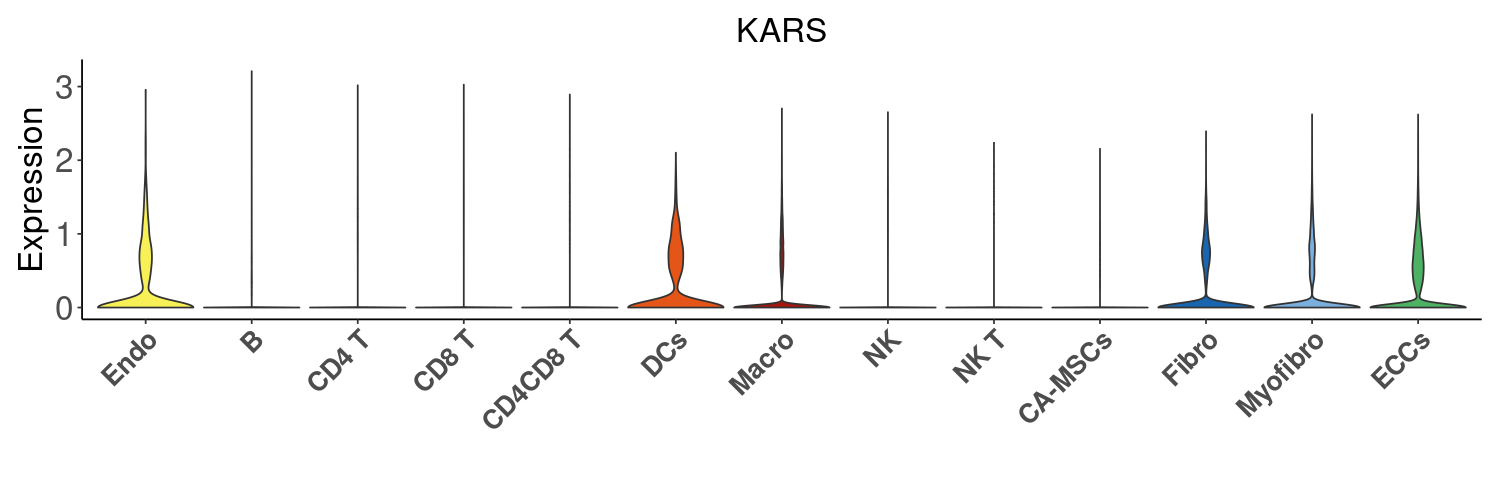 KARS
Expression
3
2
1
0
Endo
B
CD4 T
CD8 T
CD4CD8 T
DCs
Macro
NK
NK T
CA-MSCs
Fibro
Myofibro
ECCs